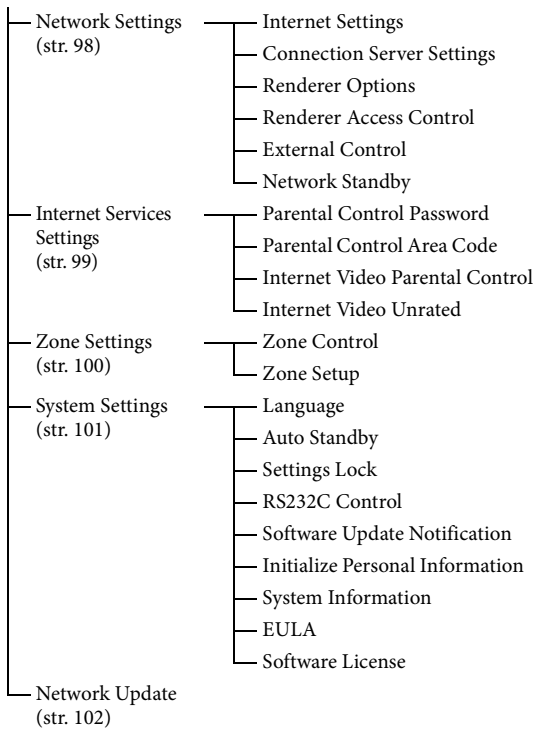 Network Settings
(str. 98)
Internet Settings
Connection Server Settings
Renderer Options
Renderer Access Control
External Control
Network Standby
Internet Services
Settings
(str. 99)
Parental Control Password
Parental Control Area Code
Internet Video Parental Control
Internet Video Unrated
Zone Settings
(str. 100)
Zone Control
Zone Setup
System Settings
(str. 101)
Language
Auto Standby
Settings Lock
RS232C Control
Software Update Notification
Initialize Personal Information
System Information
EULA
Software License
Network Update
(str. 102)